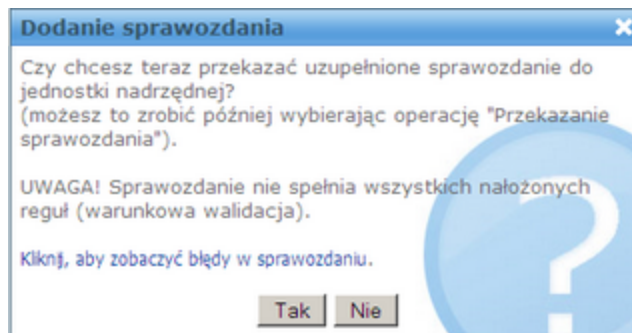 Dodanie sprawozdania
Czy chcesz teraz przekazać uzupełnione sprawozdanie do
jednostki nadrzędnej?
(możesz to zrobić później wybierając operację "Przekazanie
sprawozdania").
UWAGA! Sprawozdanie nie spełnia wszystkich nałożonych
reguł (warunkowa walidacja).
Kliknij, aby zobaczyć błędy w sprawozdaniu.
Tak Nie